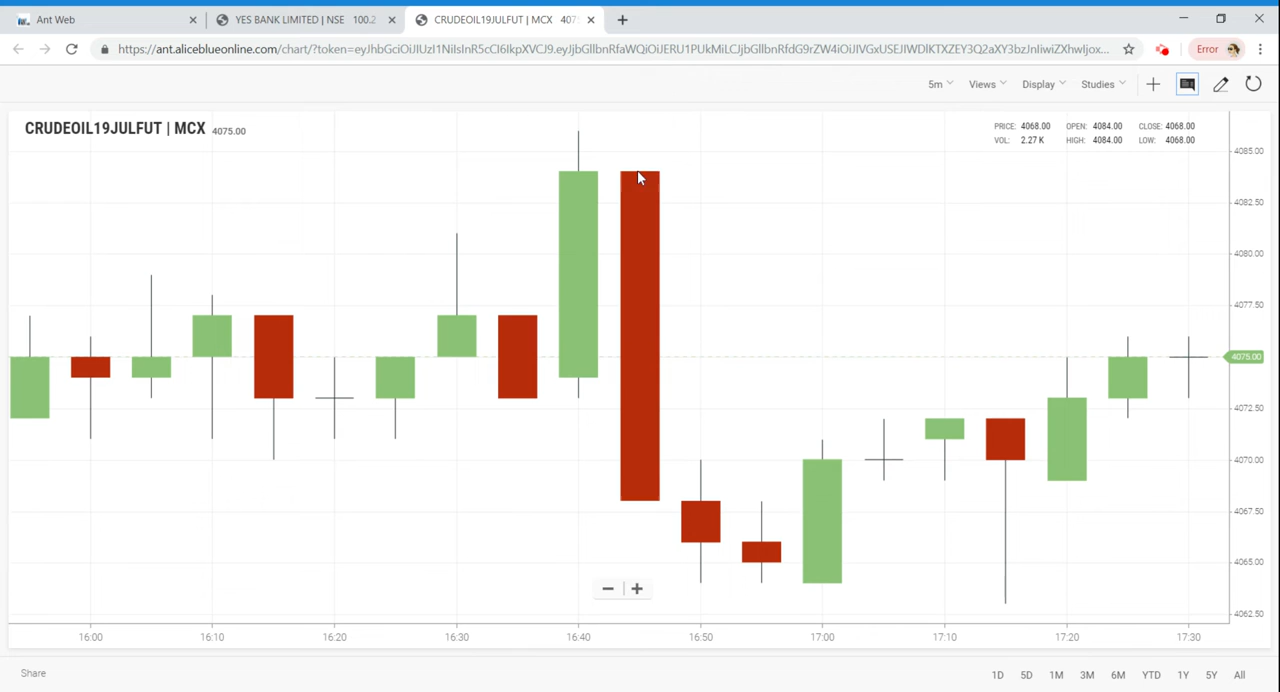 Ant Web
YES BANK LIMITED | NSE 100.2
CRUDEOIL19JULFUT | MCX 407
Error
5m Views Display Studies
CRUDEOIL19JULFUT | MCX 4075.00
PRICE: 4068.00 OPEN: 4084.00 CLOSE: 4068.00
VOL: 2.27 K HIGH: 4084.00 LOW: 4068.00
4085.00
4082.50
4080.00
4077.50
4075.00
4072.50
4070.00
4067.50
4065.00
4062.50
16:00 16:10 16:20 16:30 16:40 16:50 17:00 17:10 17:20 17:30
Share
1D 5D 1M 3M 6M YTD 1Y 5Y All